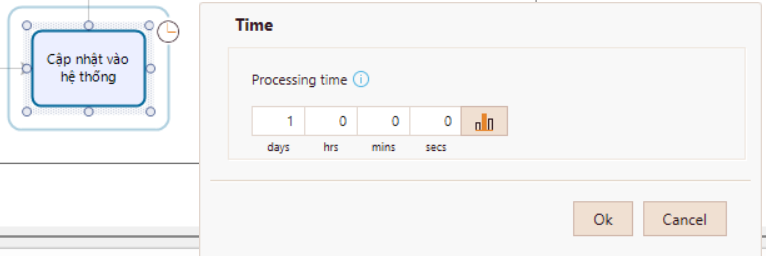 Cập nhật vào
hệ thống
Time
Processing time
1 0 0 0
days hrs mins secs
Ok Cancel